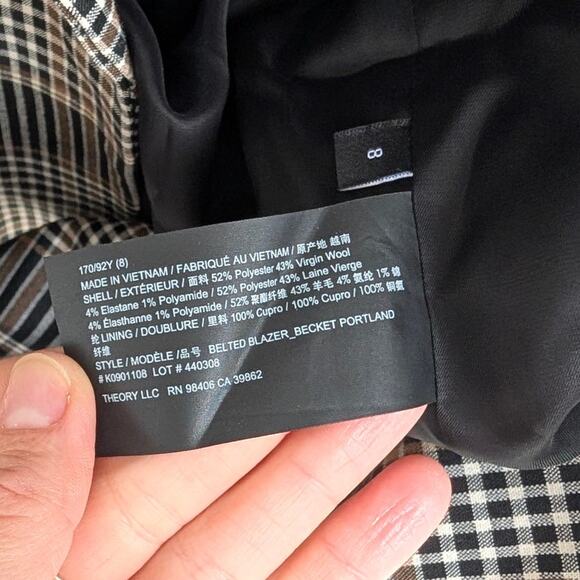 8
170/92Y (8)
MADE IN VIETNAM / FABRIQUÉ AU VIETNAM / 原产地 越南
SHELL / EXTÉRIEUR / 面料 52% Polyester 43% Virgin Wool
4% Elastane 1% Polyamide / 52% Polyester 43% Laine Vierge
4% Élasthanne 1% Polyamide / 52% 聚酯纤维 43% 羊毛 4% 氨纶 1% 锦
纶 LINING / DOUBLURE / 里料 100% Cupro / 100% Cupro / 100% 铜氨
纤维
STYLE / MODÈLE /品号 BELTED BLAZER_BECKET PORTLAND
# K0901108 LOT # 440308
THEORY LLC RN 98406 CA 39862